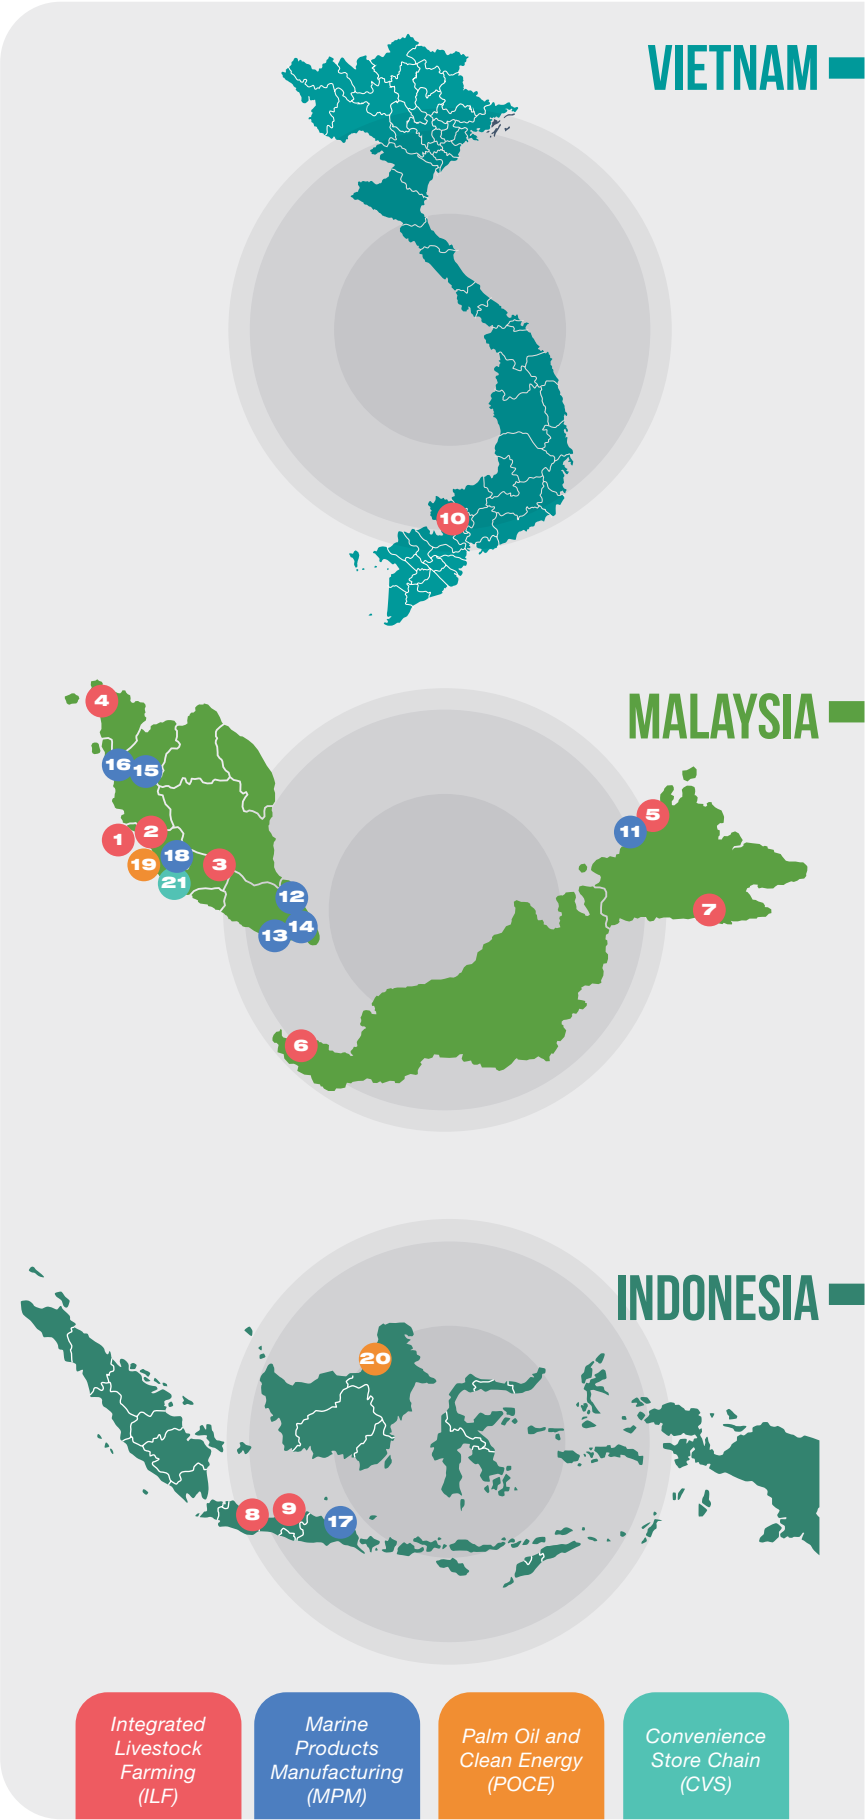 VIETNAM
10
MALAYSIA
4
16
15
5
11
1
2
18
19
3
21
7
12
14
13
6
INDONESIA
20
8
9
17
Integrated
Livestock
Farming
(ILF)
Marine
Products
Manufacturing
(MPM)
Palm Oil and
Clean Energy
(POCE)
Convenience
Store Chain
(CVS)